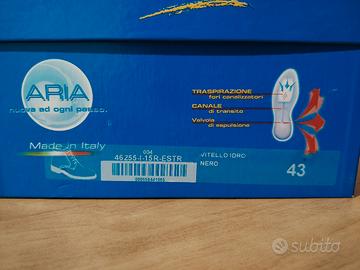 ARIA
nuova ad ogni passo.
TRASPIRAZIONE
fori canalizzatori
CANALE
di transito
Valvola
di espulsione
Made in Italy
004
46255-I-15R-ESTR
VITELLO IDRO
NERO
43
subito